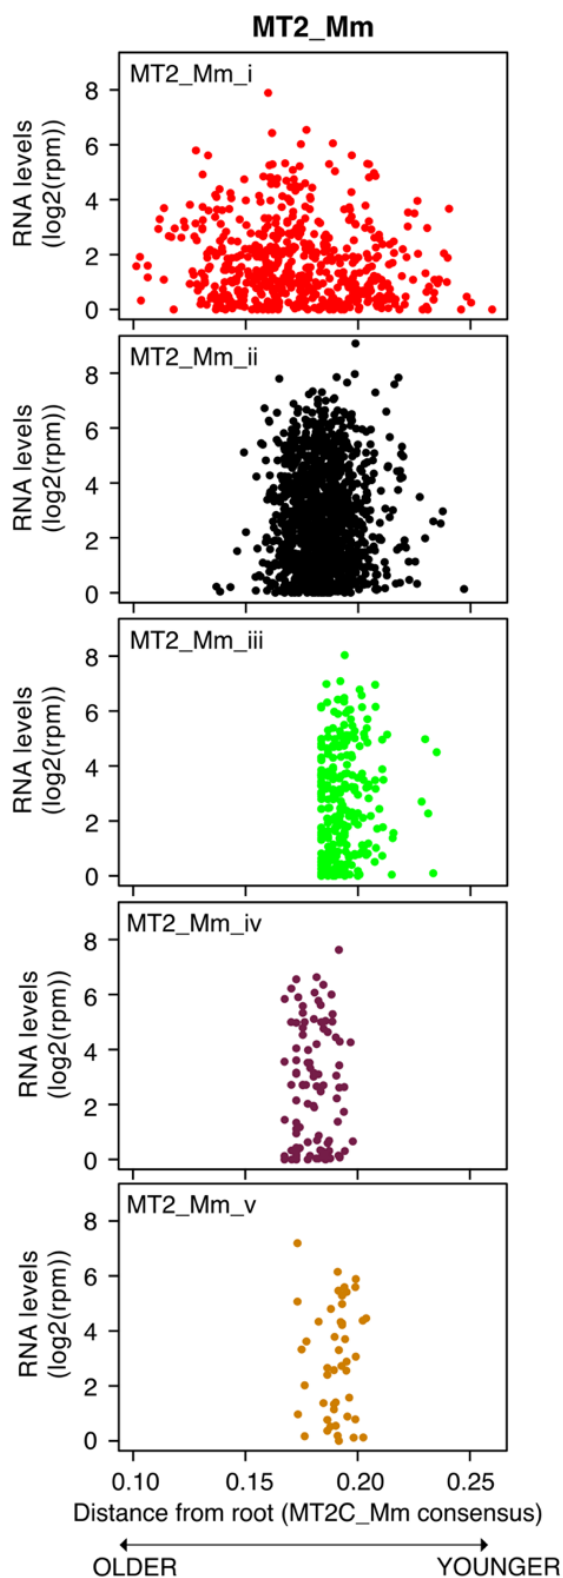 MT2_Mm
MT2_Mm_i
RNA levels
(log2(rpm))
8
6
4
2
0
MT2_Mm_ii
RNA levels
(log2(rpm))
8
6
4
2
0
MT2_Mm_iii
RNA levels
(log2(rpm))
8
6
4
2
0
MT2_Mm_iv
RNA levels
(log2(rpm))
8
6
4
2
0
MT2_Mm_v
RNA levels
(log2(rpm))
8
6
4
2
0
0.10 0.15 0.20 0.25
Distance from root (MT2C_Mm consensus)
OLDER YOUNGER